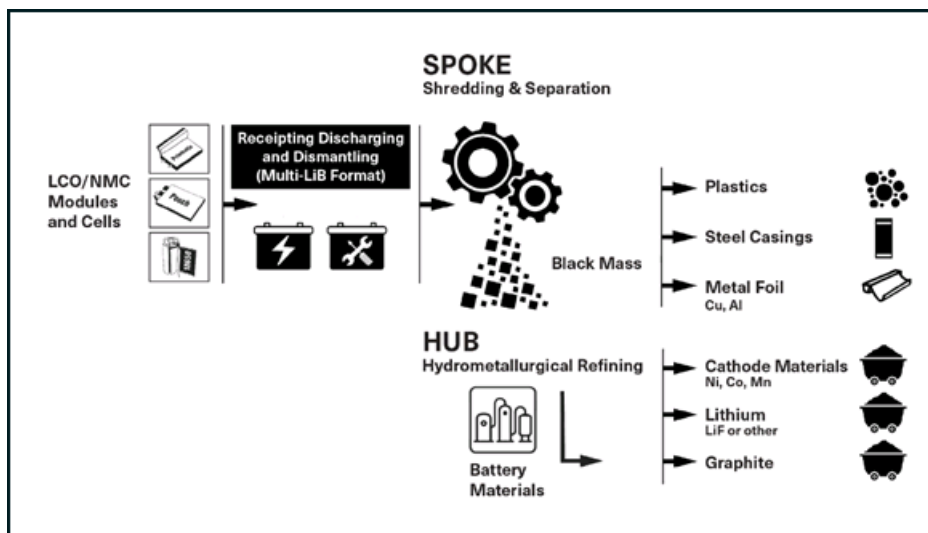 SPOKE
Shredding & Separation
LCO/NMC
Modules
and Cells
Prismatic
Pouch
Receipting Discharging
and Dismantling
(Multi-LiB Format)
Black Mass
Plastics
Steel Casings
Metal Foil
Cu, Al
HUB
Hydrometallurgical Refining
Battery
Materials
Cathode Materials
Ni, Co, Mn
Lithium
LiF or other
Graphite